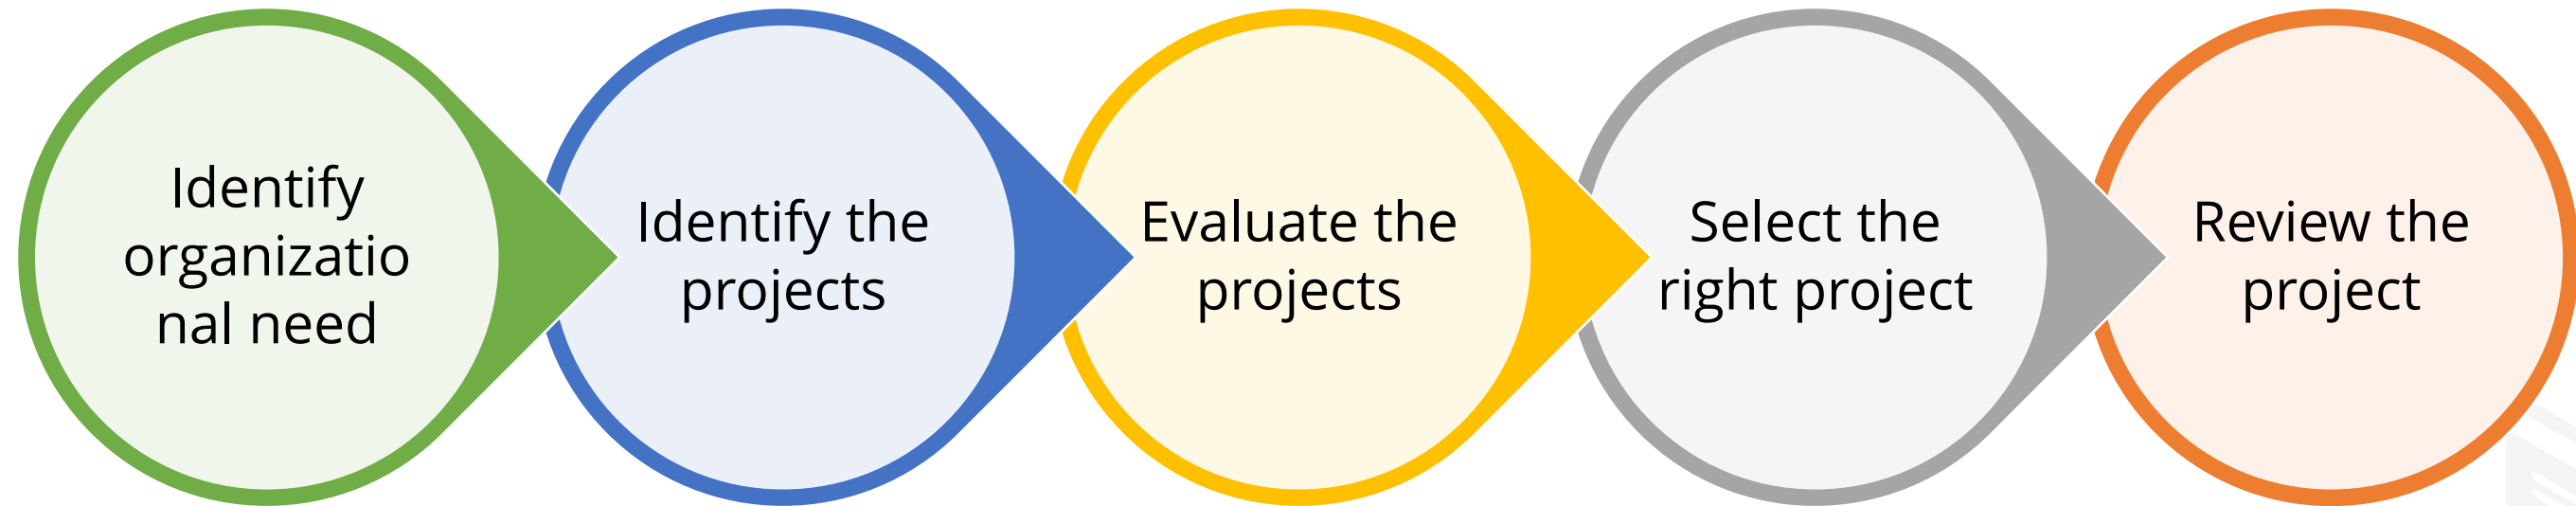 Identify
organizatio
nal need
Identify the
projects
Evaluate the
projects
Select the
right project
Review the
project